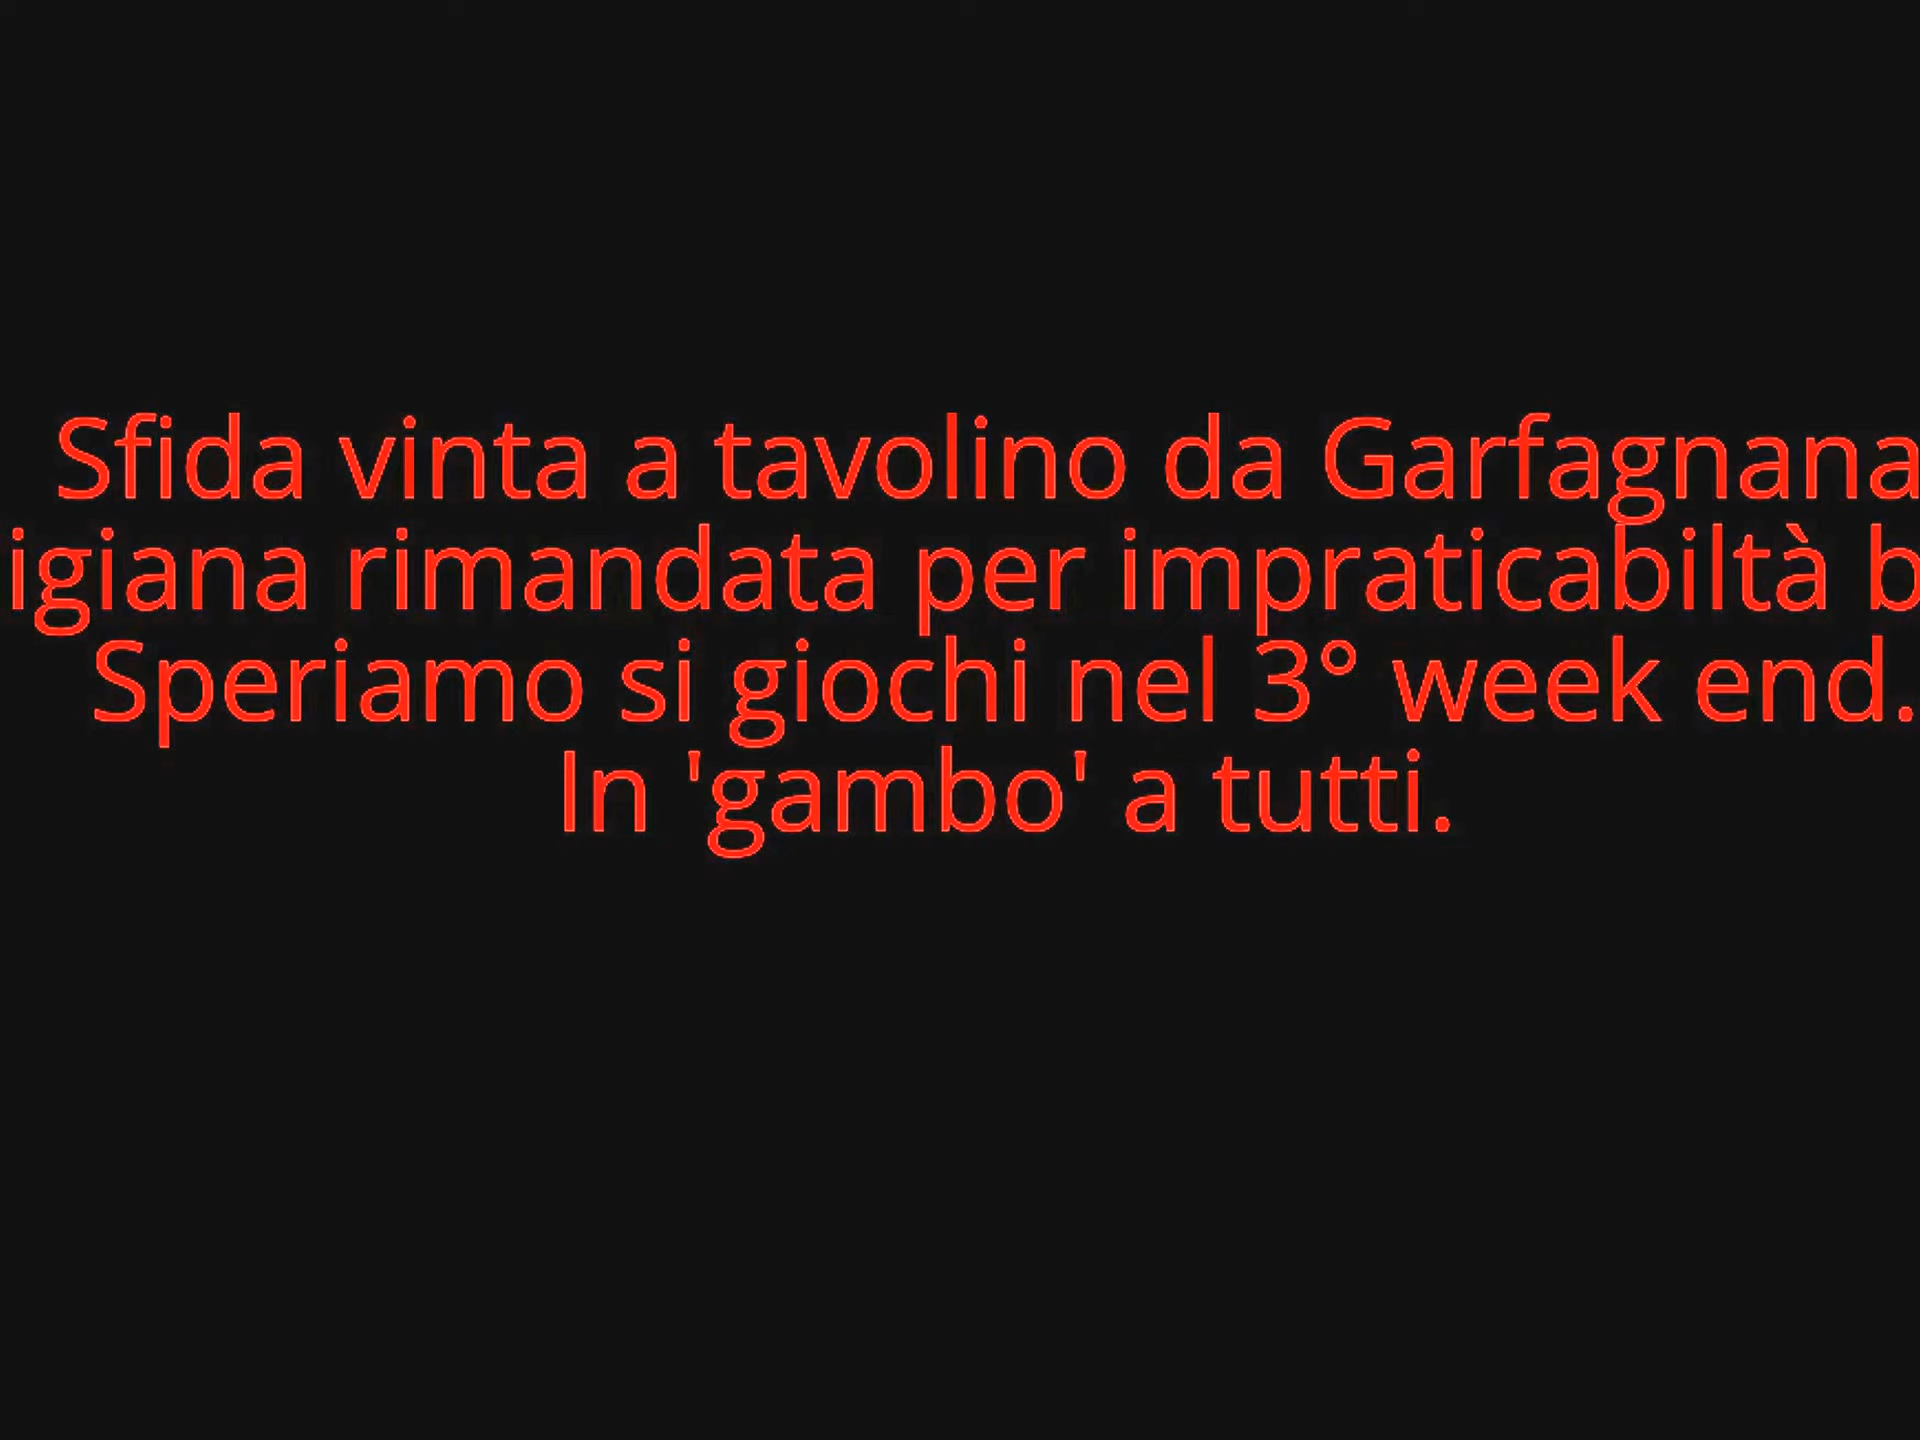 Sfida vinta a tavolino da Garfagnana
igiana rimandata per impraticabiltà b
Speriamo si giochi nel 3° week end.
In 'gambo' a tutti.